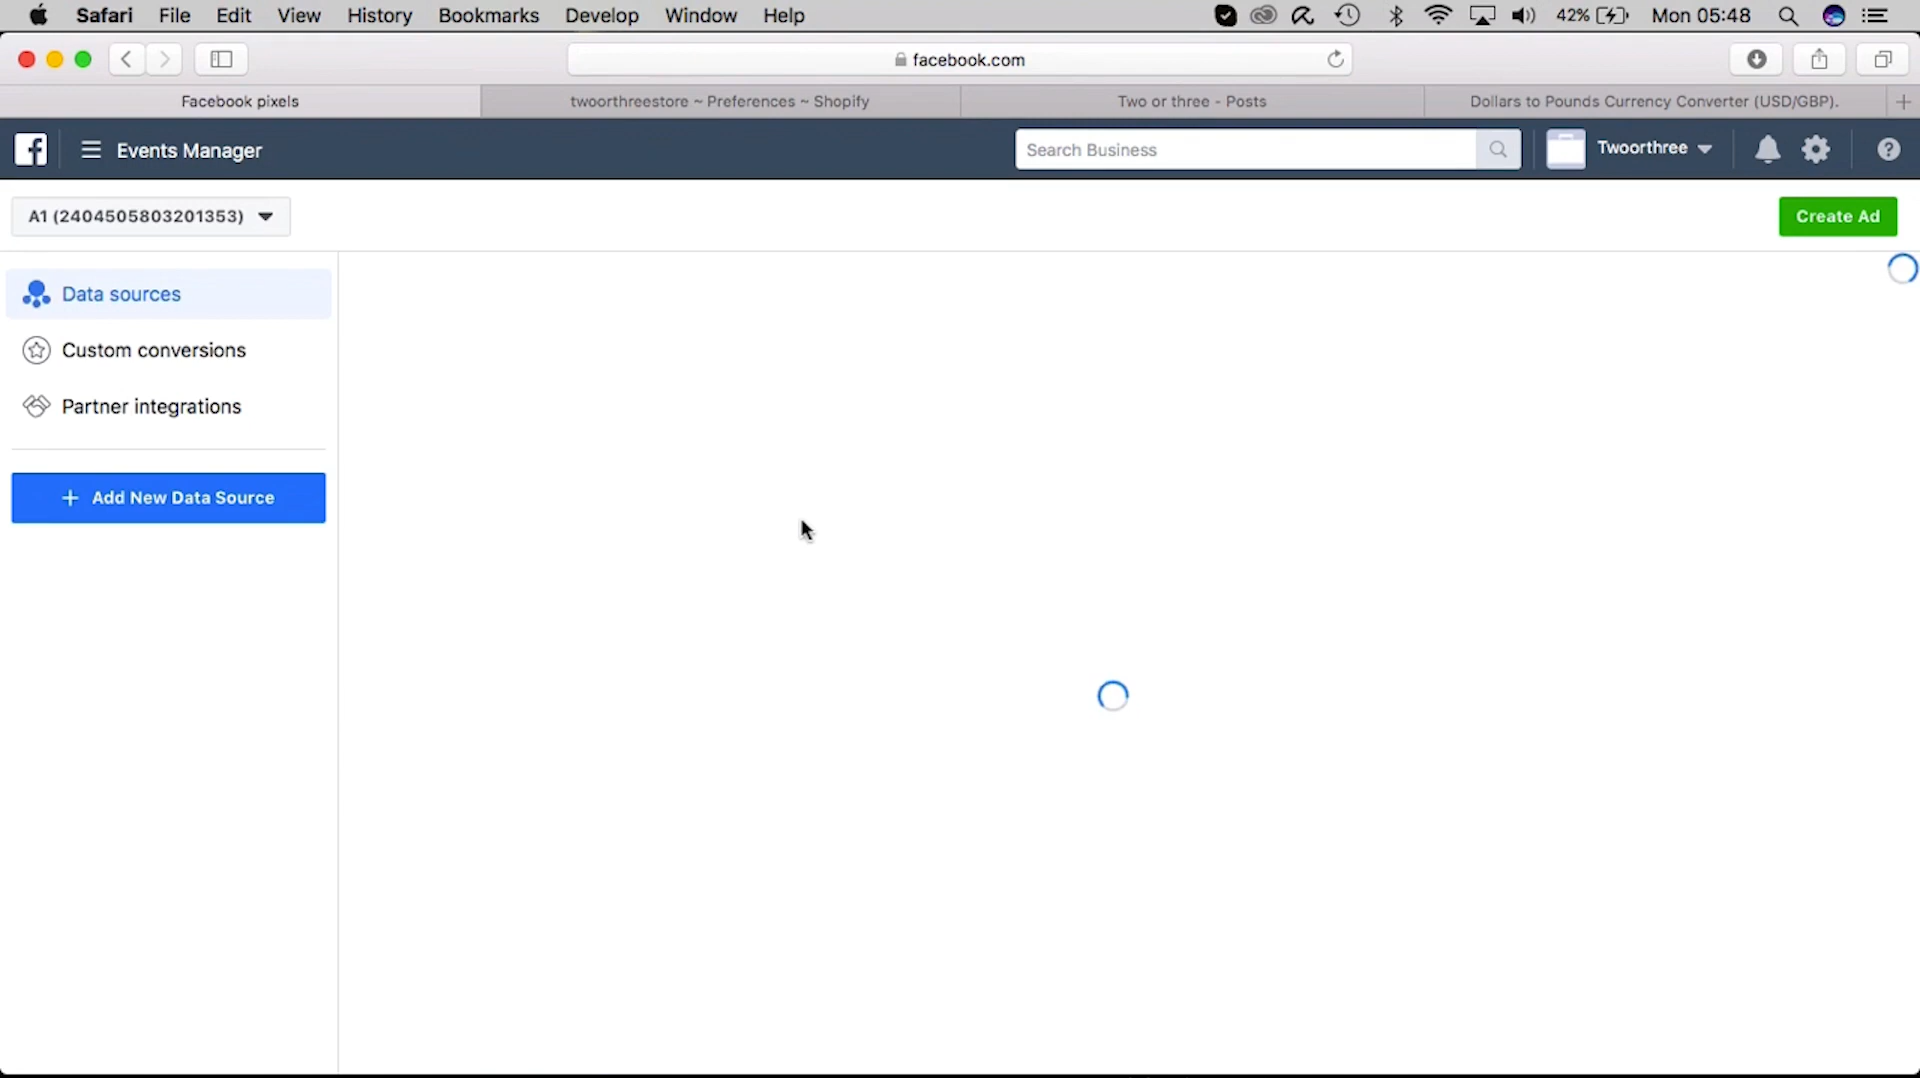 Safari File Edit View History Bookmarks Develop Window Help 42% Mon 05:48
facebook.com
Facebook pixels twoorthreestore ~ Preferences ~ Shopify Two or three - Posts Dollars to Pounds Currency Converter (USD/GBP).
Events Manager Search Business Twoorthree
A1 (2404505803201353) Create Ad
Data sources
Custom conversions
Partner integrations
+ Add New Data Source